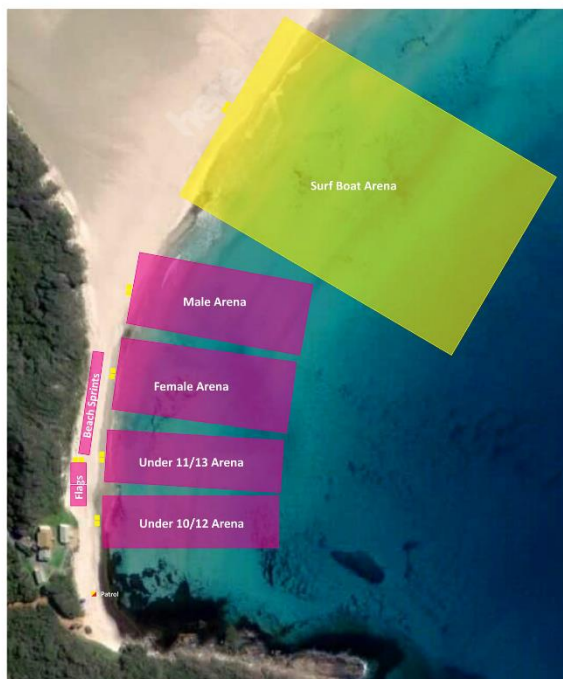 Surf Boat Arena
Male Arena
Female Arena
Beach Sprints
Under 11/13 Arena
Flags
Under 10/12 Arena
Patrol